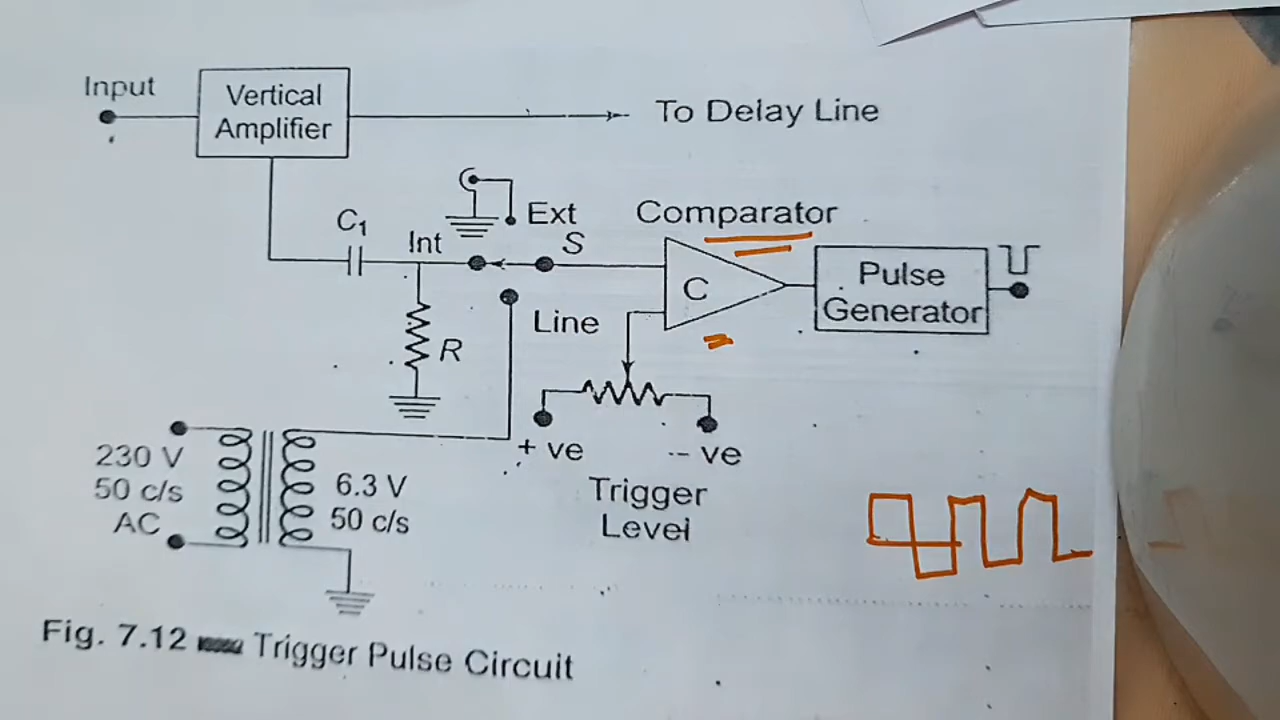 Input
Vertical
Amplifier
To Delay Line
C1
Int
Ext
S
Comparator
C
Pulse
Generator
Line
R
+ ve
-- ve
Trigger
Level
230 V
50 c/s
AC
6.3 V
50 c/s
Fig. 7.12
Trigger Pulse Circuit